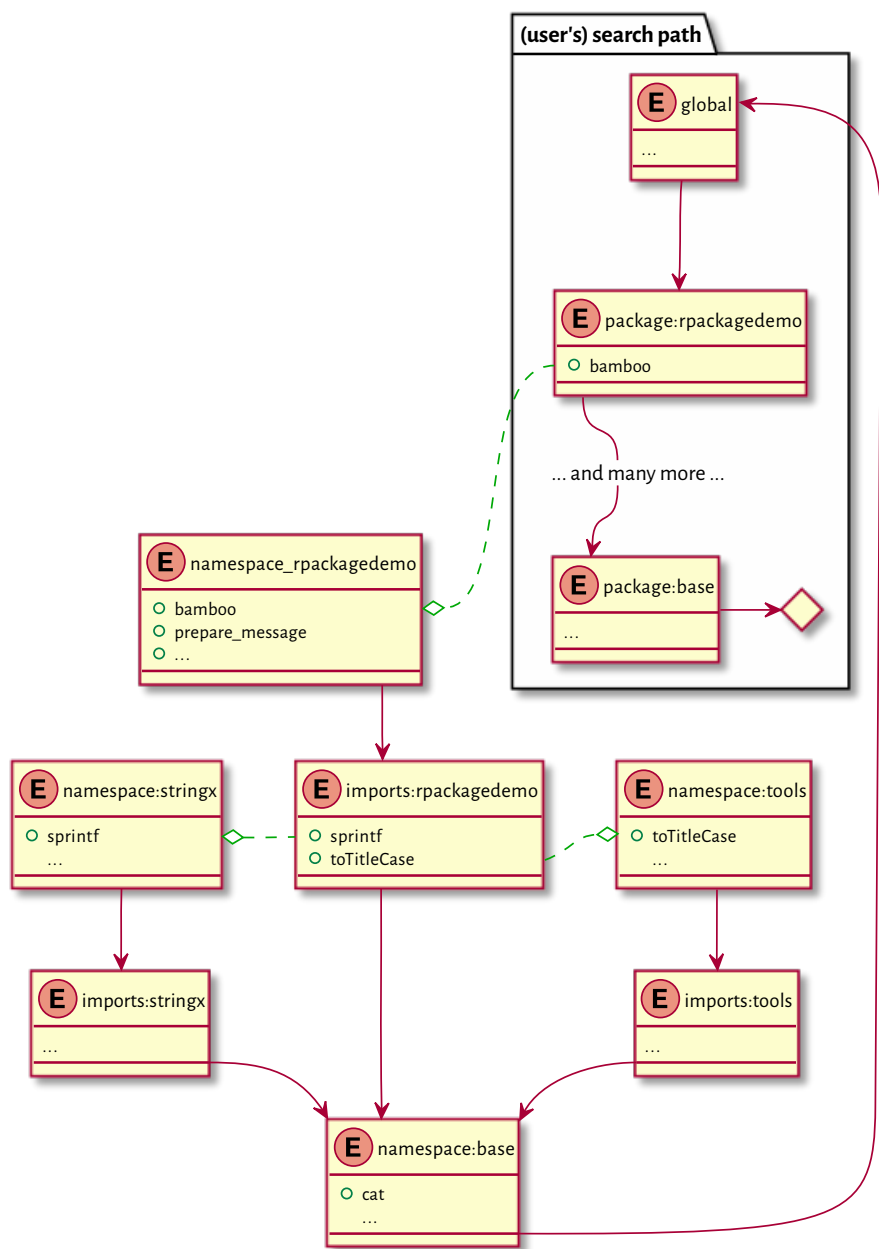 (user's) search path
E global
...
E package:rpackagedemo
bamboo
... and many more ...
E namespace_rpackagedemo
bamboo
prepare_message
...
E package:base
...
E namespace:stringx
sprintf
...
E imports:rpackagedemo
sprintf
toTitleCase
E namespace:tools
toTitleCase
...
E imports:stringx
...
E imports:tools
...
E namespace:base
cat
...